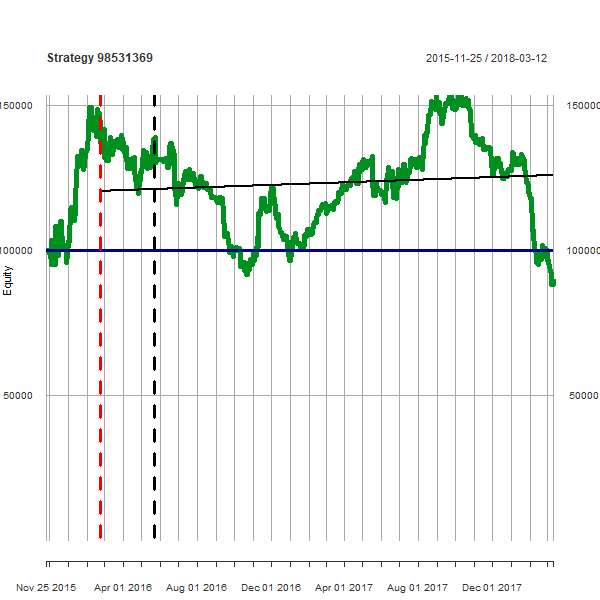 Strategy 98531369
2015-11-25 / 2018-03-12
150000
150000
100000
100000
Equity
50000
50000
Nov 25 2015
Apr 01 2016
Aug 01 2016
Dec 01 2016
Apr 01 2017
Aug 01 2017
Dec 01 2017